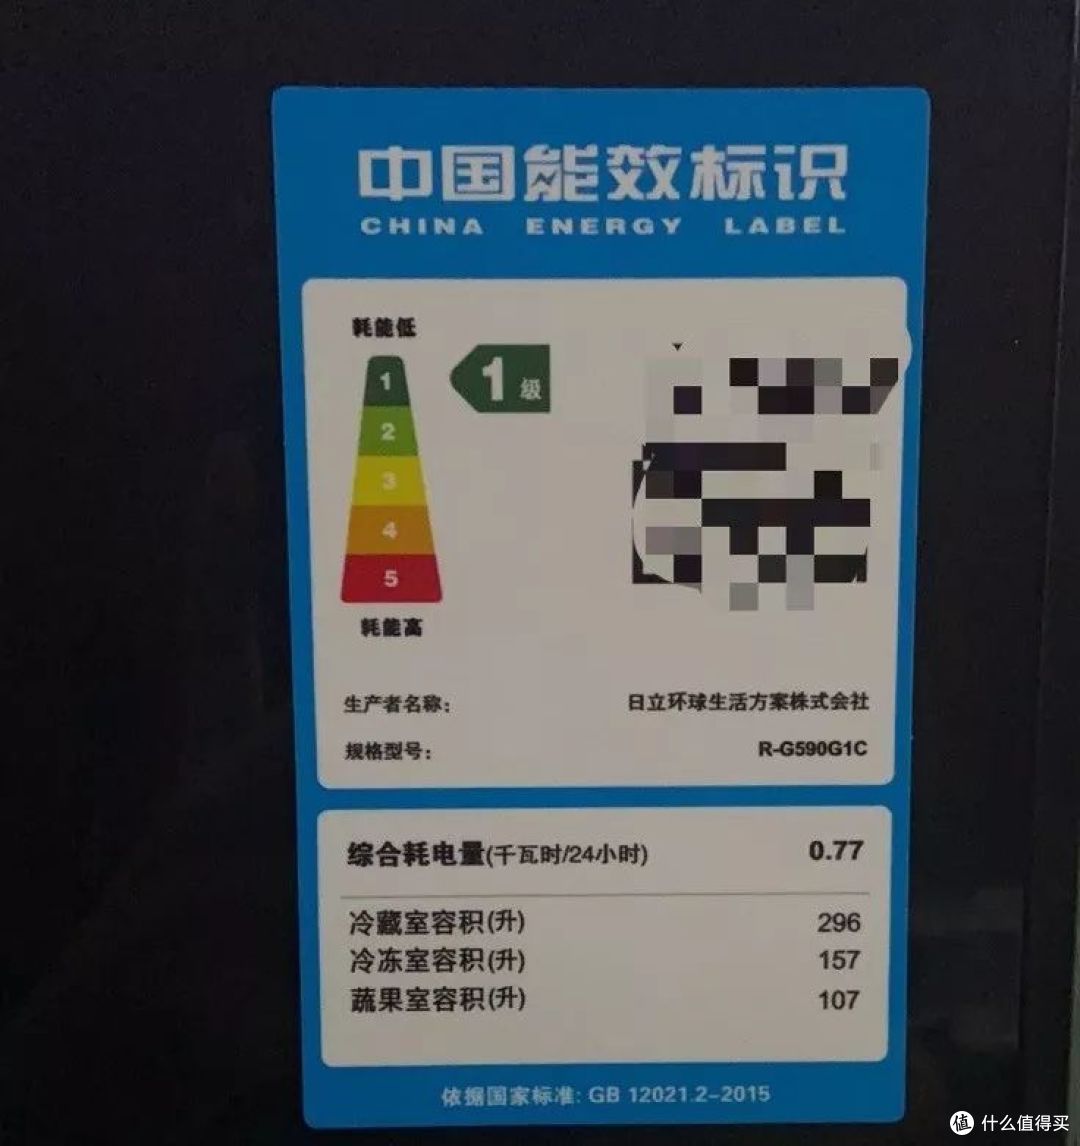 中国能效标识
CHINA ENERGY LABEL
耗能低
1
1级
2
3
4
5
耗能高
生产者名称: 日立环球生活方案株式会社
规格型号: R-G590G1C
综合耗电量(千瓦时/24小时) 0.77
冷藏室容积(升) 296
冷冻室容积(升) 157
蔬果室容积(升) 107
依据国家标准: GB 12021.2-2015
值 什么值得买